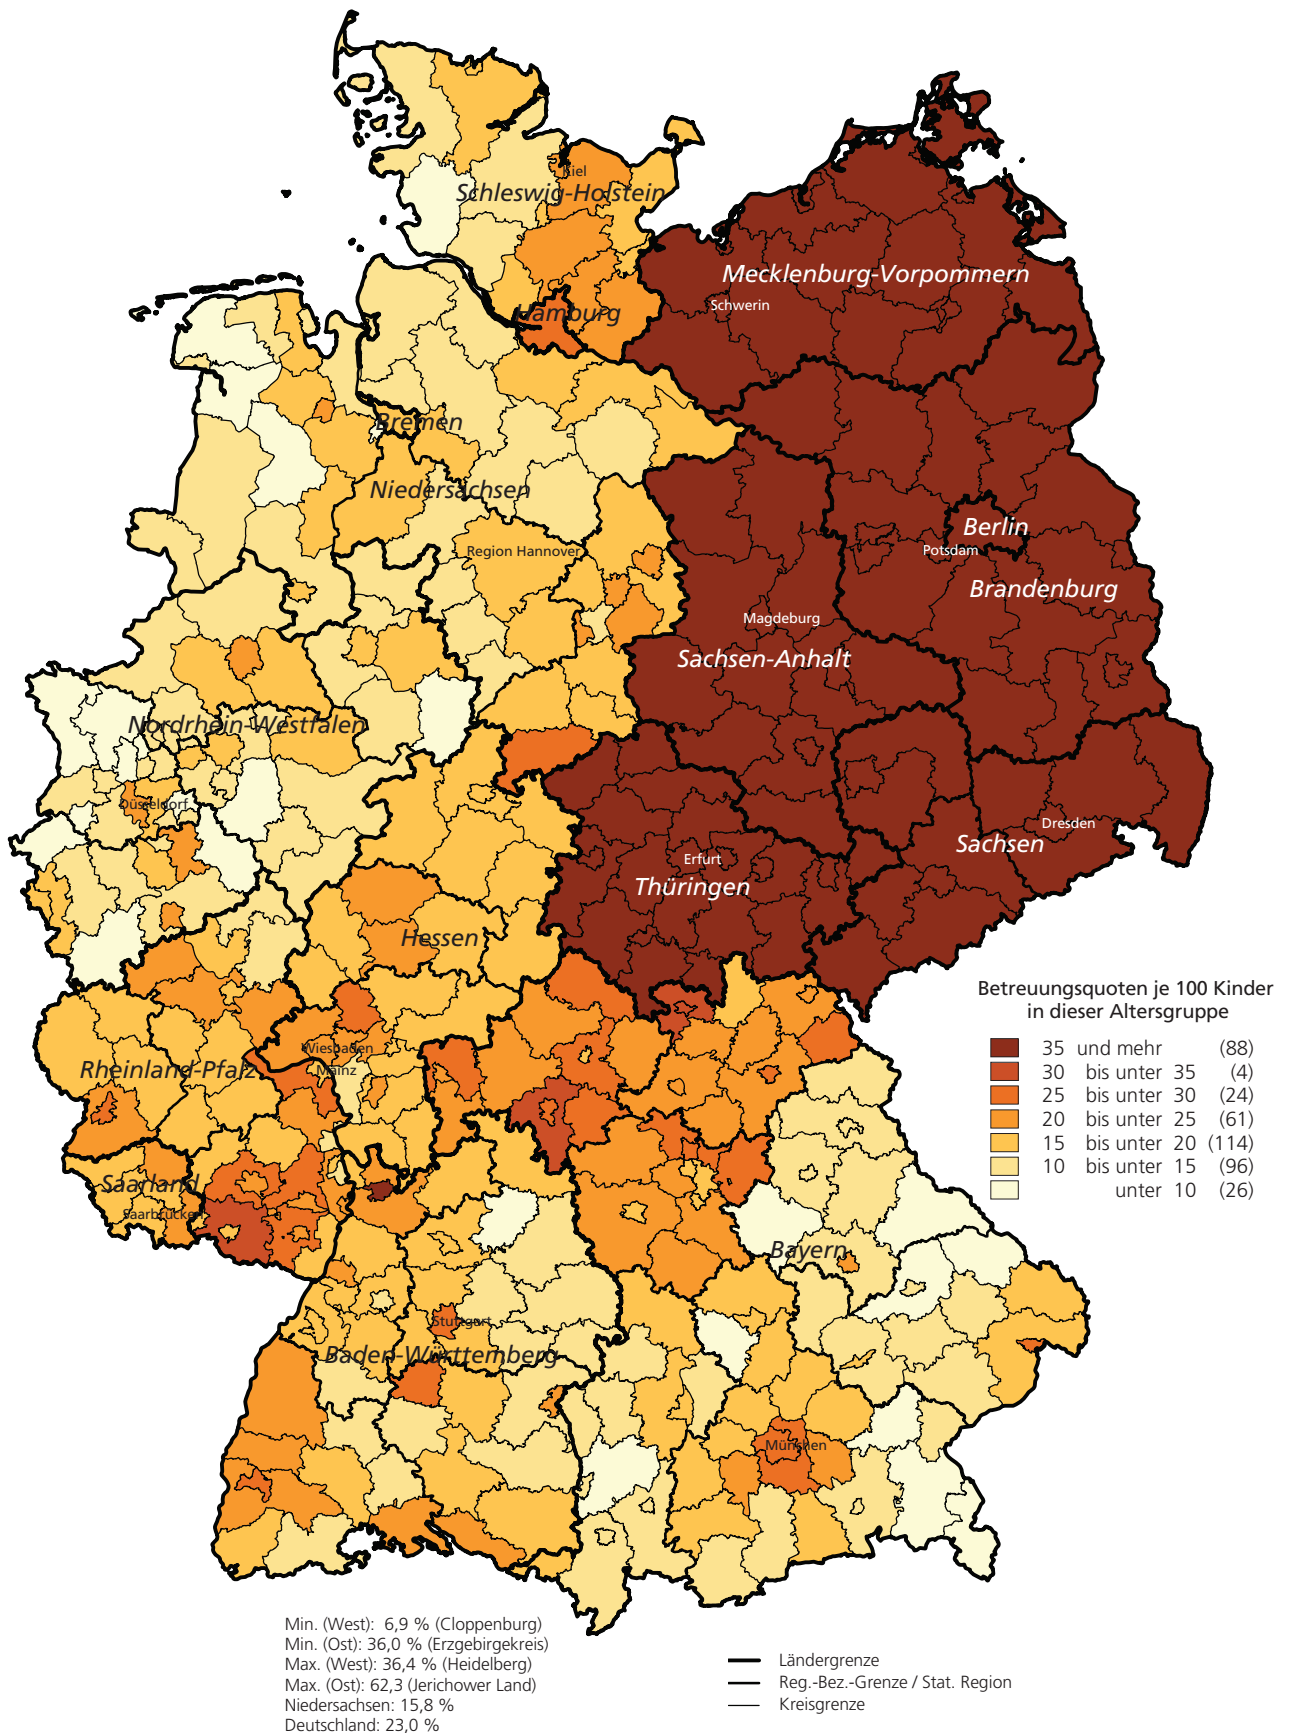 Kiel
Schleswig-Holstein
Mecklenburg-Vorpommern
Schwerin
Hamburg
Bremen
Niedersachsen
Region Hannover
Berlin
Potsdam
Brandenburg
Magdeburg
Sachsen-Anhalt
Nordrhein-Westfalen
Düsseldorf
Dresden
Sachsen
Erfurt
Thüringen
Hessen
Wiesbaden
Mainz
Rheinland-Pfalz
Saarland
Saarbrücken
Bayern
Stuttgart
Baden-Württemberg
München
Betreuungsquoten je 100 Kinder
in dieser Altersgruppe
35 und mehr (88)
30 bis unter 35 (4)
25 bis unter 30 (24)
20 bis unter 25 (61)
15 bis unter 20 (114)
10 bis unter 15 (96)
unter 10 (26)
Min. (West): 6,9 % (Cloppenburg)
Min. (Ost): 36,0 % (Erzgebirgekreis)
Max. (West): 36,4 % (Heidelberg)
Max. (Ost): 62,3 (Jerichower Land)
Niedersachsen: 15,8 %
Deutschland: 23,0 %
Ländergrenze
Reg.-Bez.-Grenze / Stat. Region
Kreisgrenze